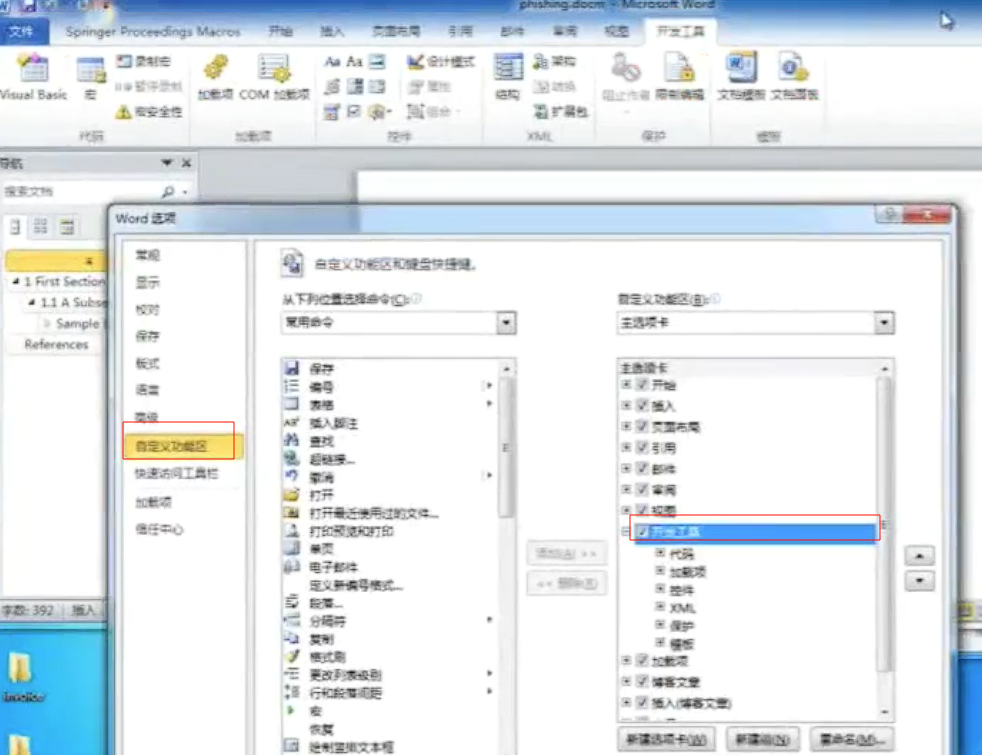 phishing.docm - Microsoft Word
文件 Springer Proceedings Macros 开始 插入 页面布局 引用 邮件 审阅 视图 开发工具
Visual Basic 宏 录制宏 暂停录制 宏安全性
加载项 COM 加载项
设计模式 属性 组合
结构 架构 转换 扩展包
阻止作者 限制编辑 文档模板 文档面板
代码 加载项 控件 XML 保护 模板
导航
搜索文档
1 First Section
1.1 A Subse
Sample
References
字数: 392 插入
invoice
Word 选项
常规
显示
校对
保存
版式
语言
高级
自定义功能区
快速访问工具栏
加载项
信任中心
自定义功能区和键盘快捷键。
从下列位置选择命令(C):
常用命令
保存
编号
表格
插入脚注
查找
超链接...
撤消
打开
打开最近使用过的文件...
打印预览和打印
单页
电子邮件
定义新编号格式...
段落...
分隔符
复制
格式刷
更改列表级别
行和段落间距
宏
恢复
绘制竖排文本框
添加(A) >>
<< 删除(R)
自定义功能区(B):
主选项卡
主选项卡
开始
插入
页面布局
引用
邮件
审阅
视图
开发工具
代码
加载项
控件
XML
保护
模板
加载项
博客文章
插入(博客文章)
新建选项卡(W) 新建组(N) 重命名(M)...